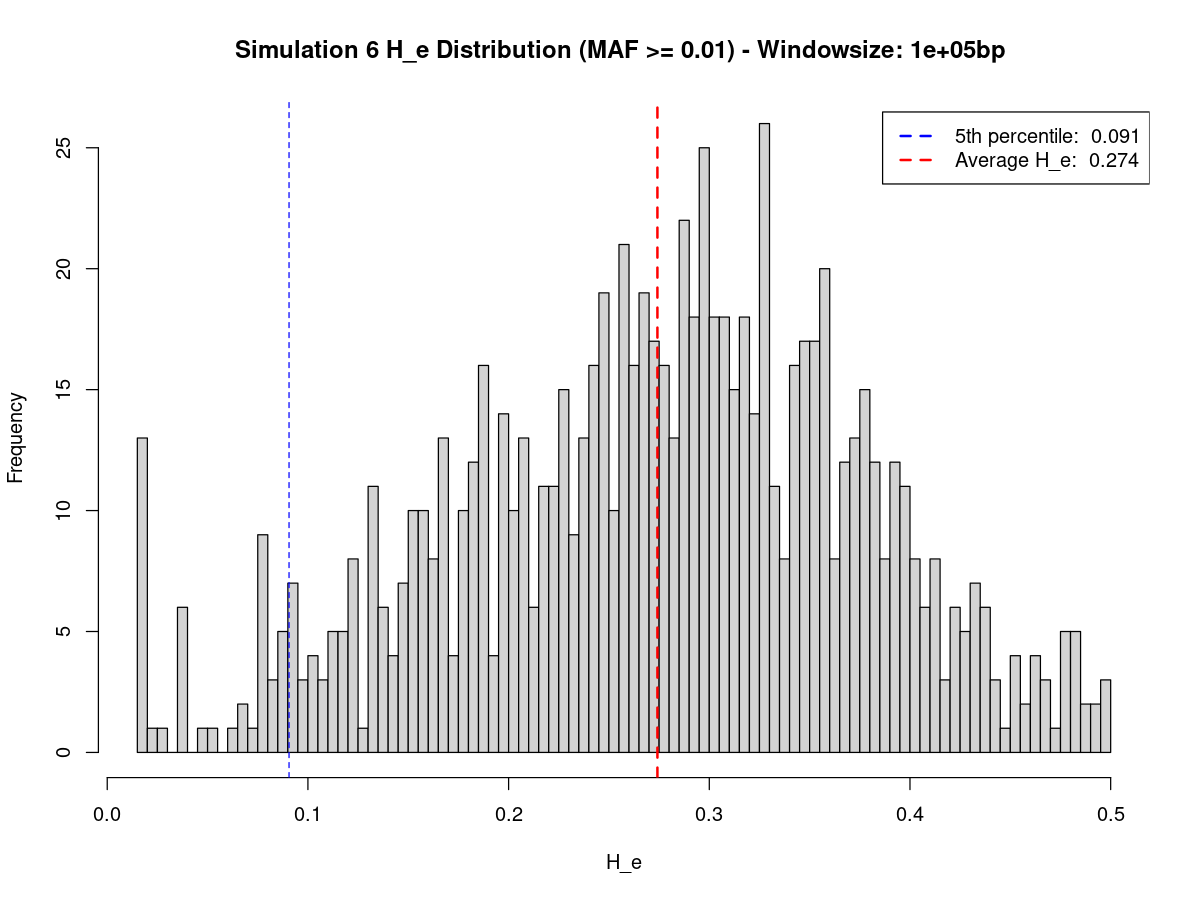 Simulation 6 H_e Distribution (MAF >= 0.01) - Windowsize: 1e+05bp
5th percentile: 0.091
Average H_e: 0.274
Frequency
25
20
15
10
5
0
0.0 0.1 0.2 0.3 0.4 0.5
H_e